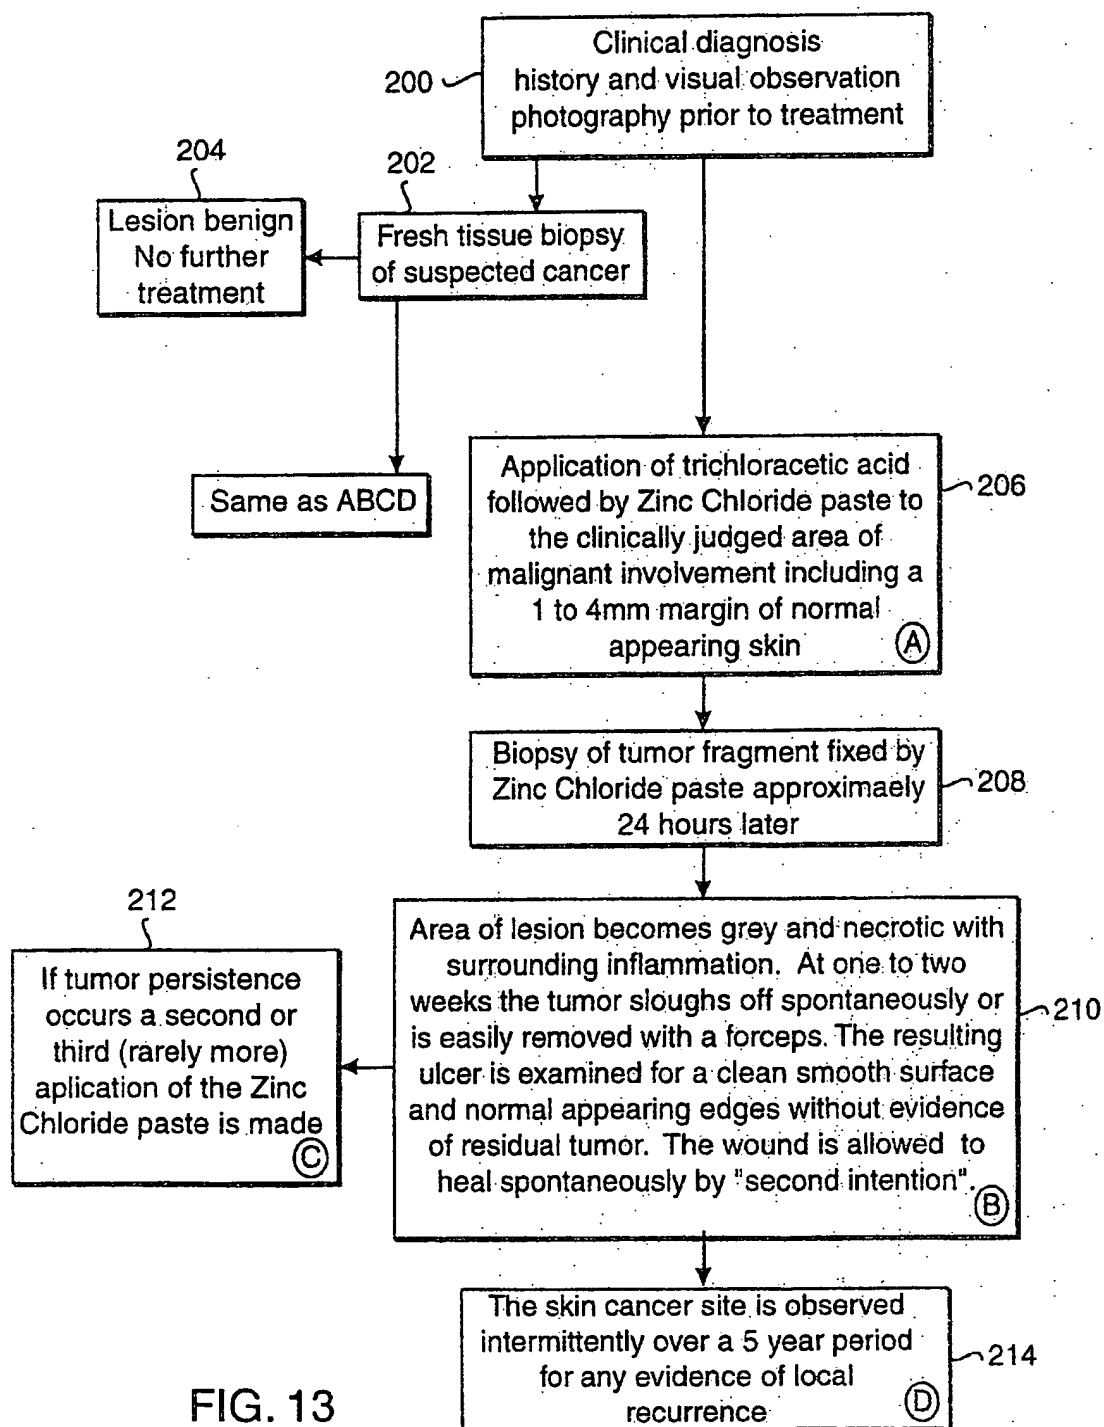 Clinical diagnosis
history and visual observation
photography prior to treatment
200
204
202
Lesion benign
No further
treatment
Fresh tissue biopsy
of suspected cancer
Same as ABCD
Application of trichloracetic acid
followed by Zinc Chloride paste to
the clinically judged area of
malignant involvement including a
1 to 4mm margin of normal
appearing skin
A
206
Biopsy of tumor fragment fixed by
Zinc Chloride paste approximaely
24 hours later
208
212
If tumor persistence
occurs a second or
third (rarely more)
aplication of the Zinc
Chloride paste is made
C
Area of lesion becomes grey and necrotic with
surrounding inflammation. At one to two
weeks the tumor sloughs off spontaneously or
is easily removed with a forceps. The resulting
ulcer is examined for a clean smooth surface
and normal appearing edges without evidence
of residual tumor. The wound is allowed to
heal spontaneously by "second intention".
B
210
The skin cancer site is observed
intermittently over a 5 year period
for any evidence of local
recurrence
D
214
FIG. 13